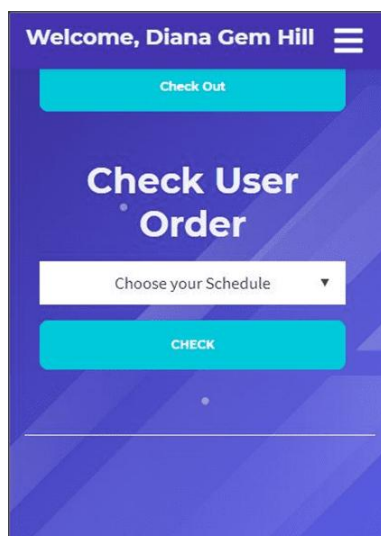 Welcome, Diana Gem Hill
Check Out
Check User
Order
Choose your Schedule
CHECK